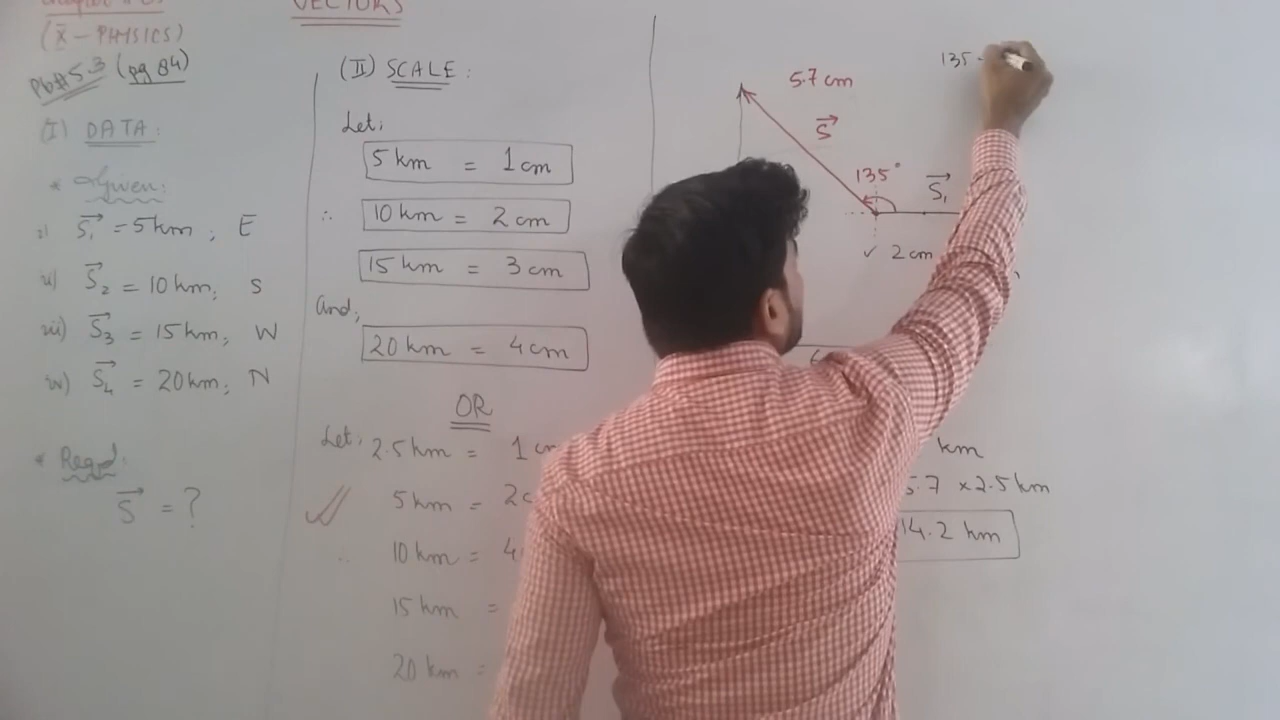 VECTORS
(X - PHYSICS)
Pb# 5.3 (pg 84)
(I) DATA:
* Given:
i) S₁ = 5 km ; E
ii) S₂ = 10 km; S
iii) S₃ = 15 km; W
iv) S₄ = 20 km; N
* Reqd:
S = ?
(II) SCALE:
Let;
5 km = 1 cm
∴ 10 km = 2 cm
15 km = 3 cm
And;
20 km = 4 cm
OR
Let; 2.5 km = 1
5 km = 2
10 km = 4
15 km =
20 km =
5.7 cm
S
135°
S₁
✓ 2 cm
135 -
km
5.7 × 2.5 km
14.2 km